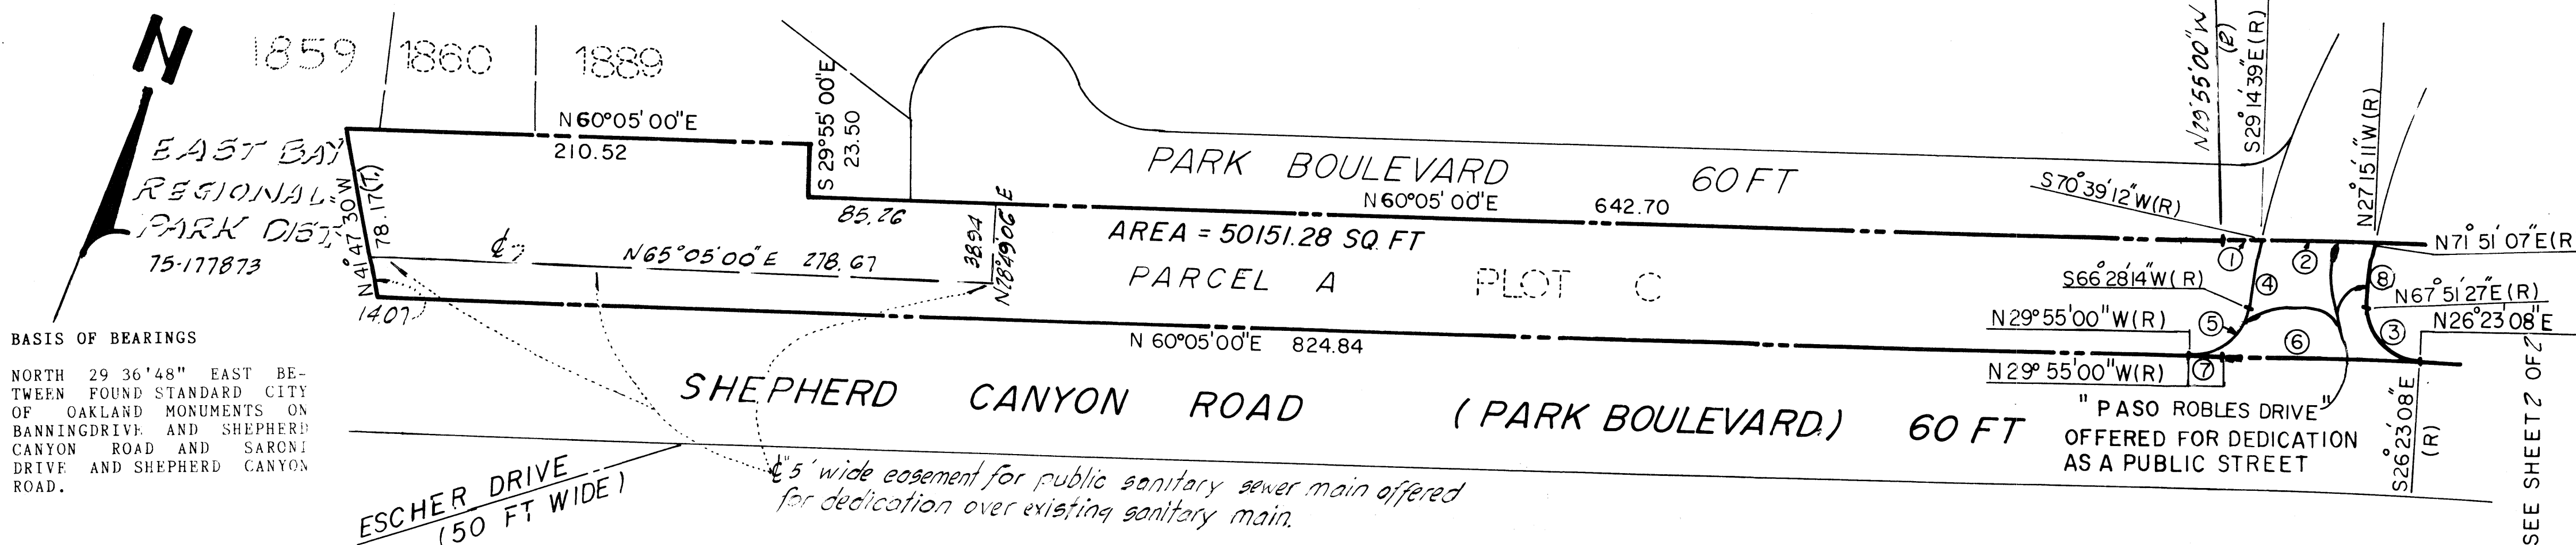 N
1859
1860
1889
EAST BAY
REGIONAL
PARK DIST.
75-177873
BASIS OF BEARINGS
NORTH 29 36'48" EAST BE-
TWEEN FOUND STANDARD CITY
OF OAKLAND MONUMENTS ON
BANNINGDRIVE AND SHEPHERD
CANYON ROAD AND SARONI
DRIVE AND SHEPHERD CANYON
ROAD.
N 41°47'30"W
78.17(T.)
14.07
N60°05'00"E
210.52
S 29°55'00"E
23.50
85.26
N65°05'00"E 278.67
38.94
N28°49'06"E
PARK BOULEVARD 60 FT
N60°05'00"E 642.70
AREA = 50151.28 SQ. FT
PARCEL A PLOT C
N 60°05'00"E 824.84
SHEPHERD CANYON ROAD (PARK BOULEVARD.) 60 FT
ESCHER DRIVE
(50 FT WIDE)
℄ 5' wide easement for public sanitary sewer main offered
for dedication over existing sanitary main.
N29°55'00"W
(R)
S29°14'39E(R)
N27°15'11"W(R)
S70°39'12"W(R)
N71°51'07"E(R
① ②
S66°28'14"W(R)
④ ⑧
N67°51'27"E(R)
N29°55'00"W(R)
⑤ ⑥ ③
N26°23'08"E
N29°55'00"W(R)
⑦
"PASO ROBLES DRIVE"
OFFERED FOR DEDICATION
AS A PUBLIC STREET
S26°23'08"E
(R)
SEE SHEET 2 OF 2